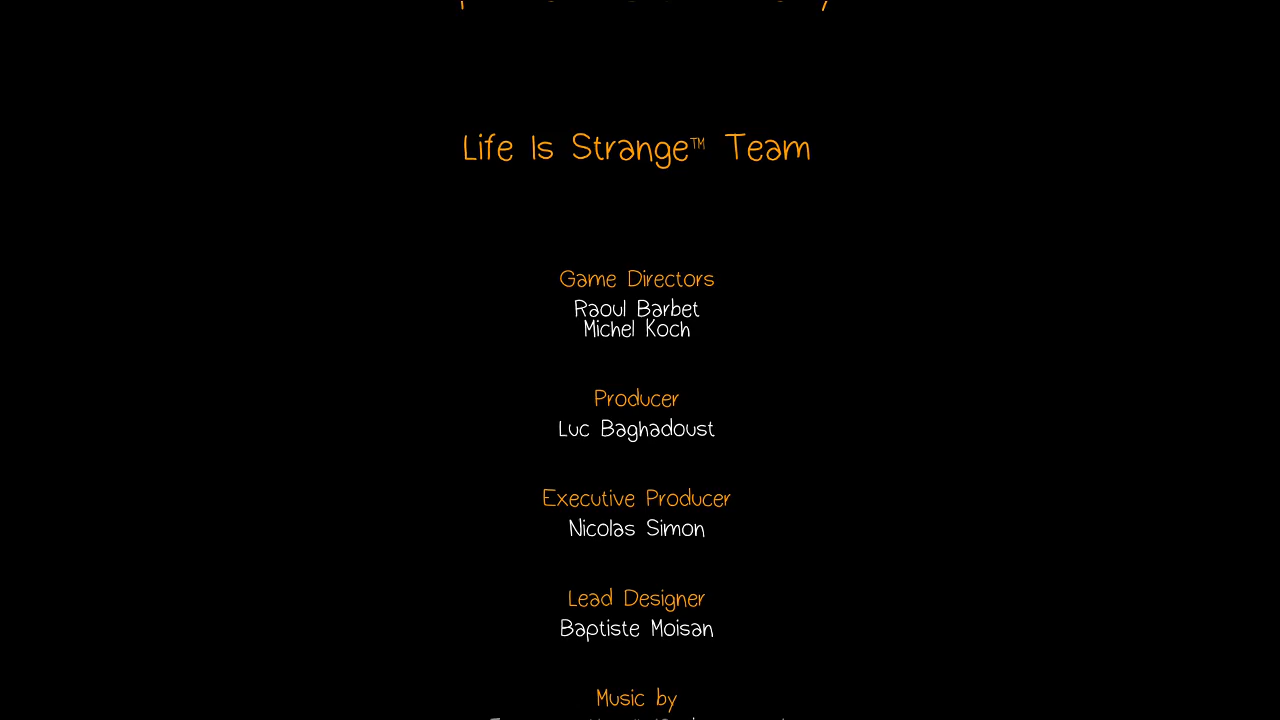 Life Is Strange™ Team
Game Directors
Raoul Barbet
Michel Koch
Producer
Luc Baghadoust
Executive Producer
Nicolas Simon
Lead Designer
Baptiste Moisan
Music by